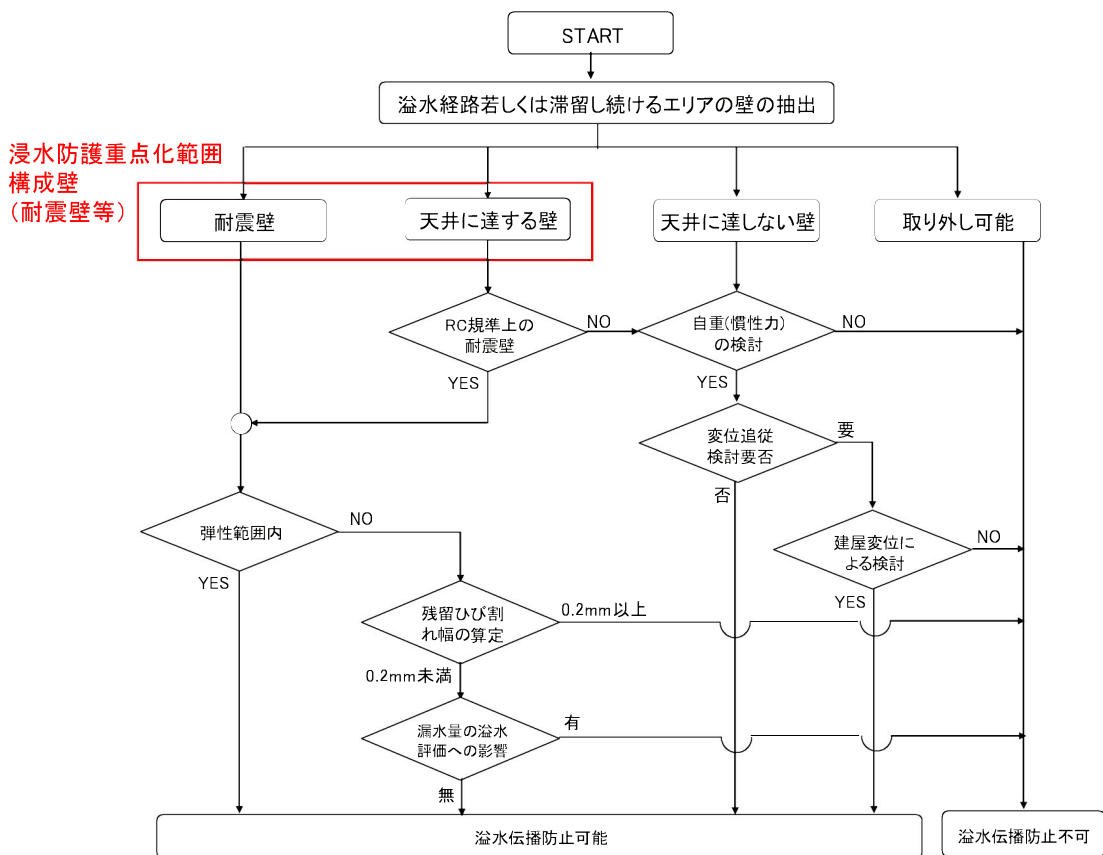 START
溢水経路若しくは滞留し続けるエリアの壁の抽出
浸水防護重点化範囲
構成壁
(耐震壁等)
耐震壁
天井に達する壁
天井に達しない壁
取り外し可能
RC規準上の
耐震壁
NO
YES
自重(慣性力)
の検討
NO
YES
変位追従
検討要否
要
否
弾性範囲内
NO
YES
建屋変位に
よる検討
NO
YES
残留ひび割
れ幅の算定
0.2mm以上
0.2mm未満
漏水量の溢水
評価への影響
有
無
溢水伝播防止可能
溢水伝播防止不可